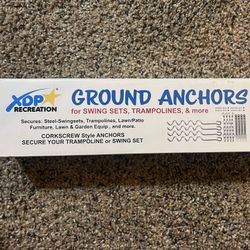 XDP
RECREATION
GROUND ANCHORS
for SWING SETS, TRAMPOLINES, & more
Secures: Steel-Swingsets, Trampolines, Lawn/Patio
Furniture, Lawn & Garden Equip., and more.
CORKSCREW Style ANCHORS
SECURE YOUR TRAMPOLINE or SWING SET